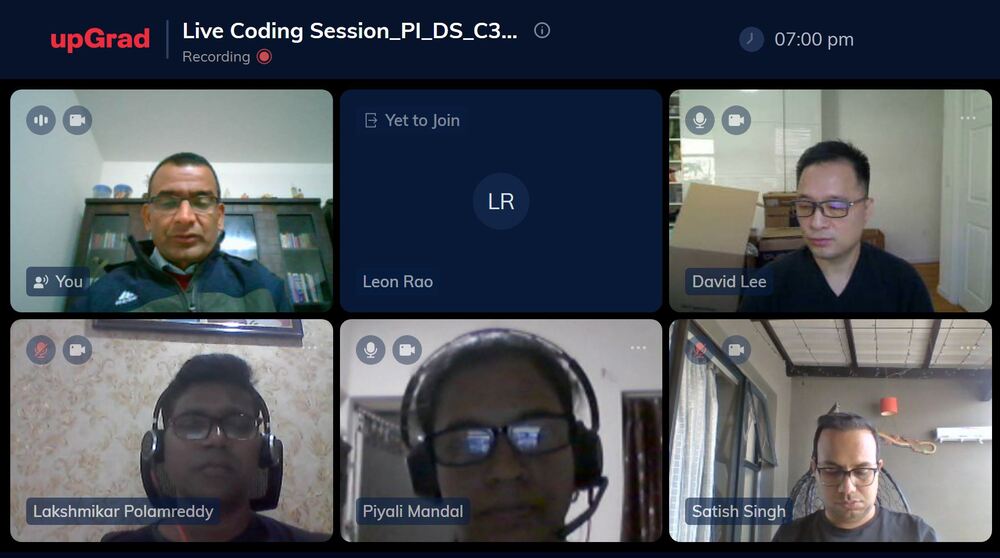 upGrad
Live Coding Session_PI_DS_C3...
Recording
07:00 pm
Yet to Join
LR
You
Leon Rao
David Lee
Lakshmikar Polamreddy
Piyali Mandal
Satish Singh